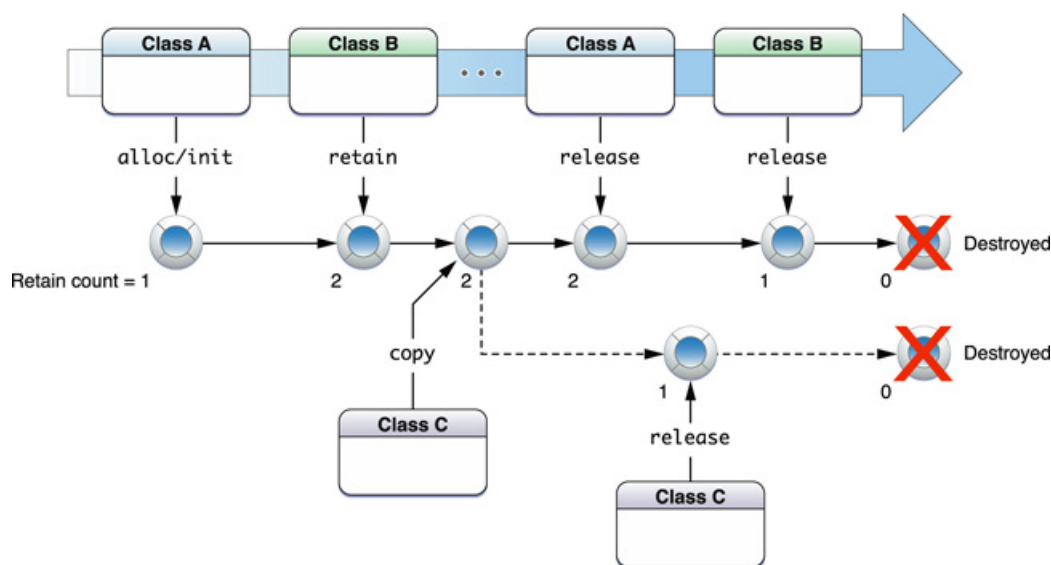 Class A
Class B
• • •
Class A
Class B
alloc/init
retain
release
release
Destroyed
Retain count = 1
2
2
2
1
0
copy
Destroyed
1
0
Class C
release
Class C